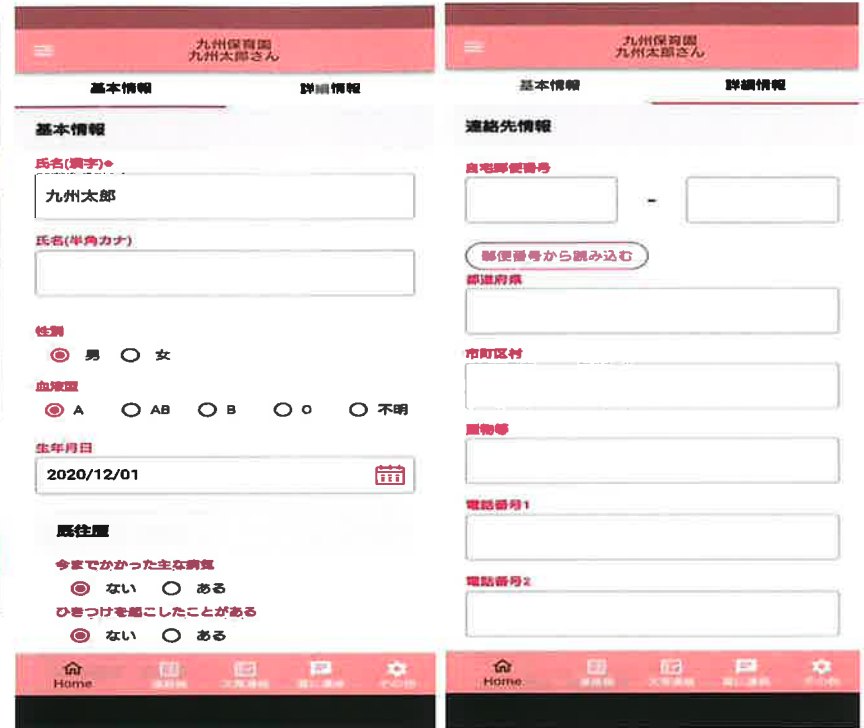 九州保育園
九州太郎さん
基本情報
詳細情報
基本情報
氏名(漢字)*
九州太郎
氏名(半角カナ)
性別
男 女
血液型
A AB B O 不明
生年月日
2020/12/01
既往歴
今までかかった主な病気
ない ある
ひきつけを起こしたことがある
ない ある
Home
その他
九州保育園
九州太郎さん
基本情報
詳細情報
連絡先情報
自宅郵便番号
-
郵便番号から読み込む
都道府県
市町区村
建物等
電話番号1
電話番号2
Home
その他